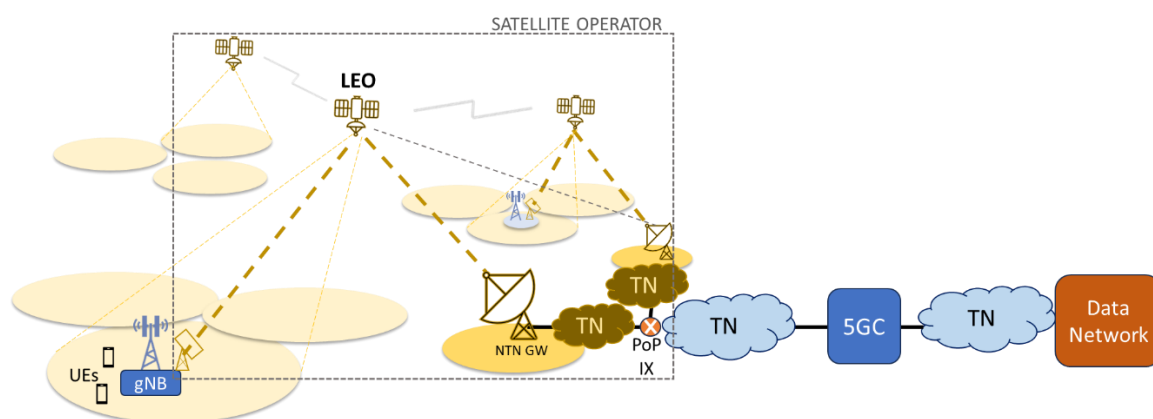 SATELLITE OPERATOR
LEO
TN
TN
NTN GW
PoP
IX
TN
5GC
TN
Data
Network
UEs
gNB